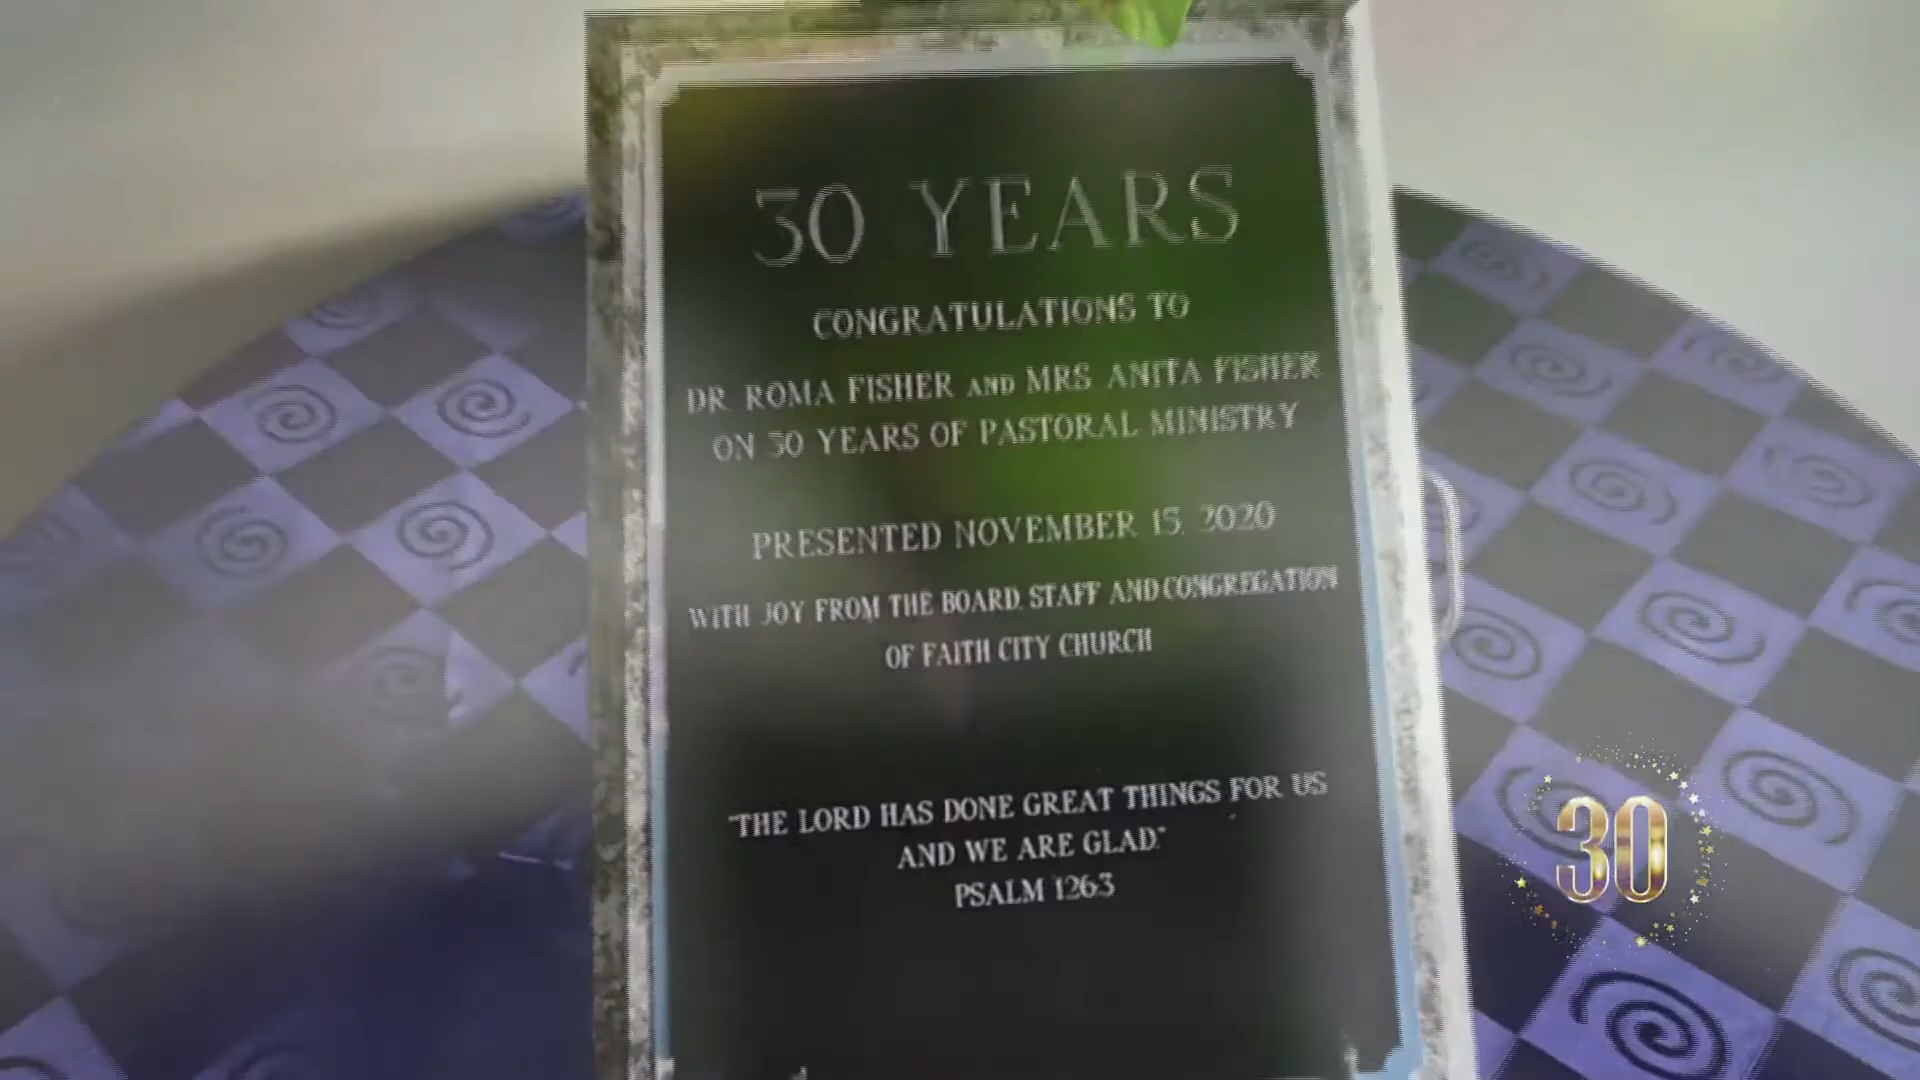 30 YEARS
CONGRATULATIONS TO
DR. ROMA FISHER AND MRS ANITA FISHER
ON 30 YEARS OF PASTORAL MINISTRY
PRESENTED NOVEMBER 15, 2020
WITH JOY FROM THE BOARD, STAFF AND CONGREGATION
OF FAITH CITY CHURCH
"THE LORD HAS DONE GREAT THINGS FOR US
AND WE ARE GLAD."
PSALM 126:3
30